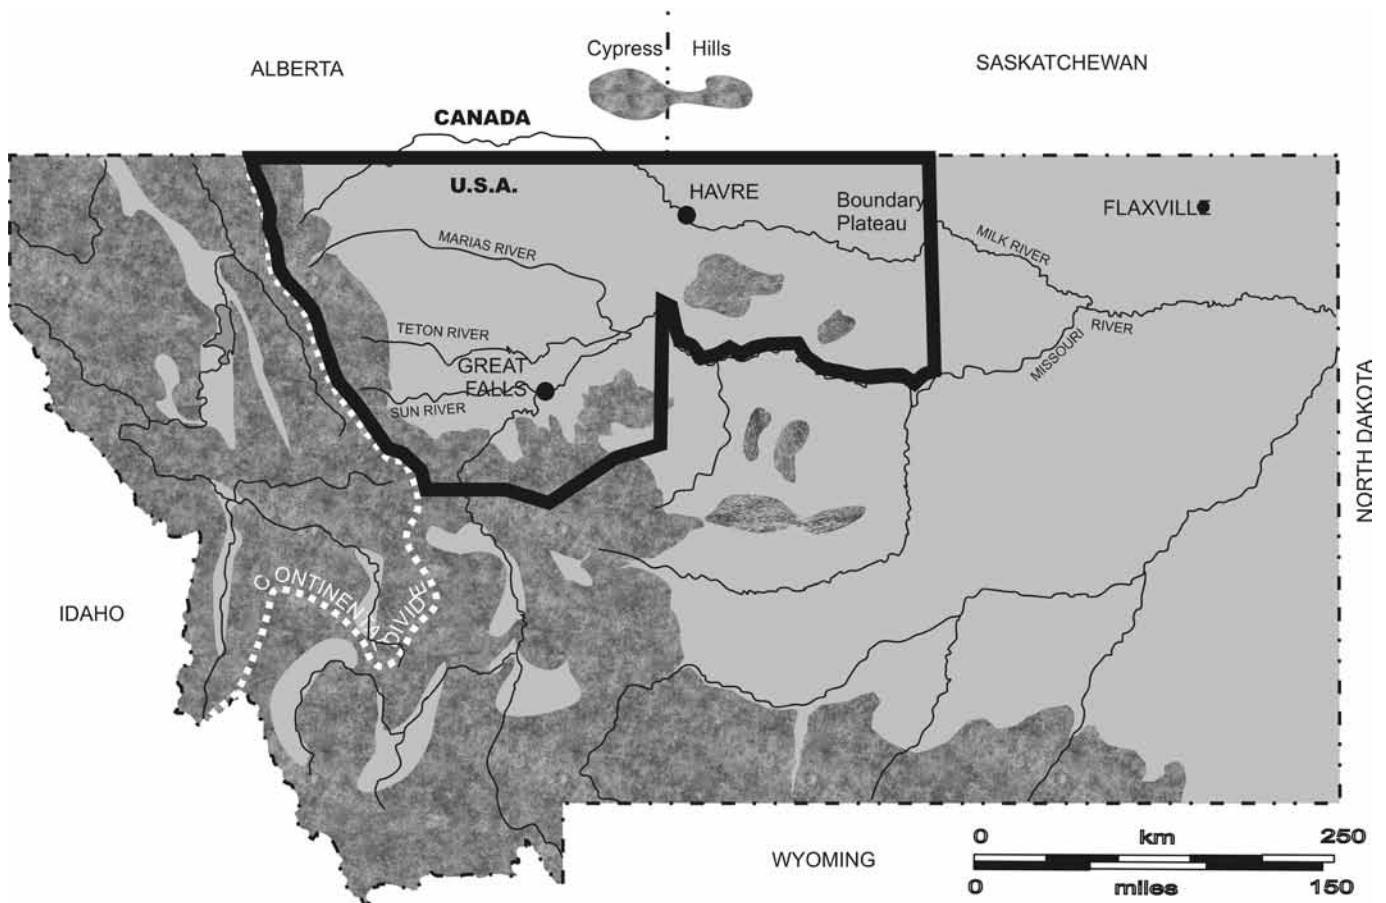 Cypress Hills
ALBERTA
SASKATCHEWAN
CANADA
U.S.A.
HAVRE
Boundary
Plateau
FLAXVILLE
MARIAS RIVER
MILK RIVER
TETON RIVER
GREAT
FALLS
SUN RIVER
MISSOURI RIVER
NORTH DAKOTA
CONTINENTAL DIVIDE
IDAHO
WYOMING
0 km 250
0 miles 150